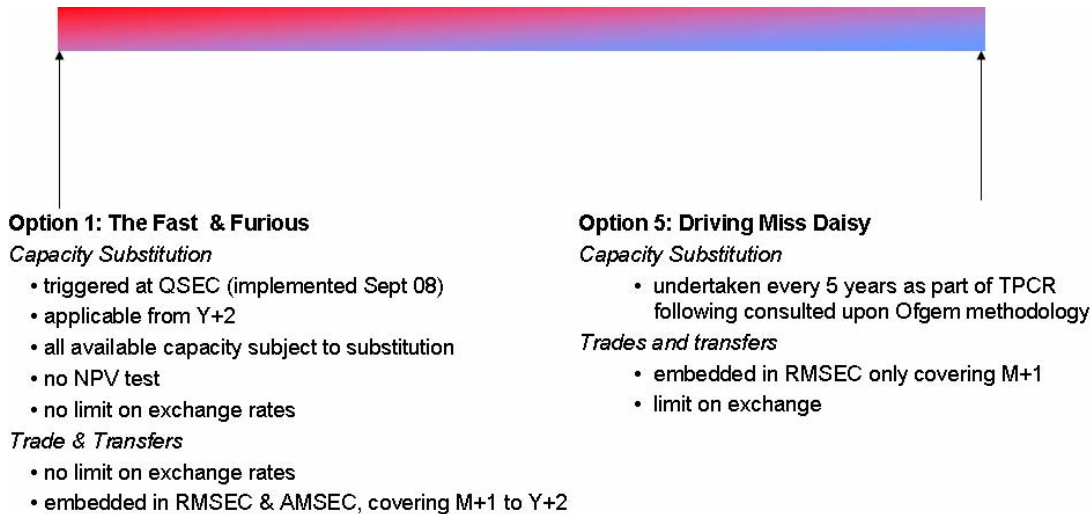 Option 1: The Fast & Furious
Capacity Substitution
• triggered at QSEC (implemented Sept 08)
• applicable from Y+2
• all available capacity subject to substitution
• no NPV test
• no limit on exchange rates
Trade & Transfers
• no limit on exchange rates
• embedded in RMSEC & AMSEC, covering M+1 to Y+2
Option 5: Driving Miss Daisy
Capacity Substitution
• undertaken every 5 years as part of TPCR
following consulted upon Ofgem methodology
Trades and transfers
• embedded in RMSEC only covering M+1
• limit on exchange